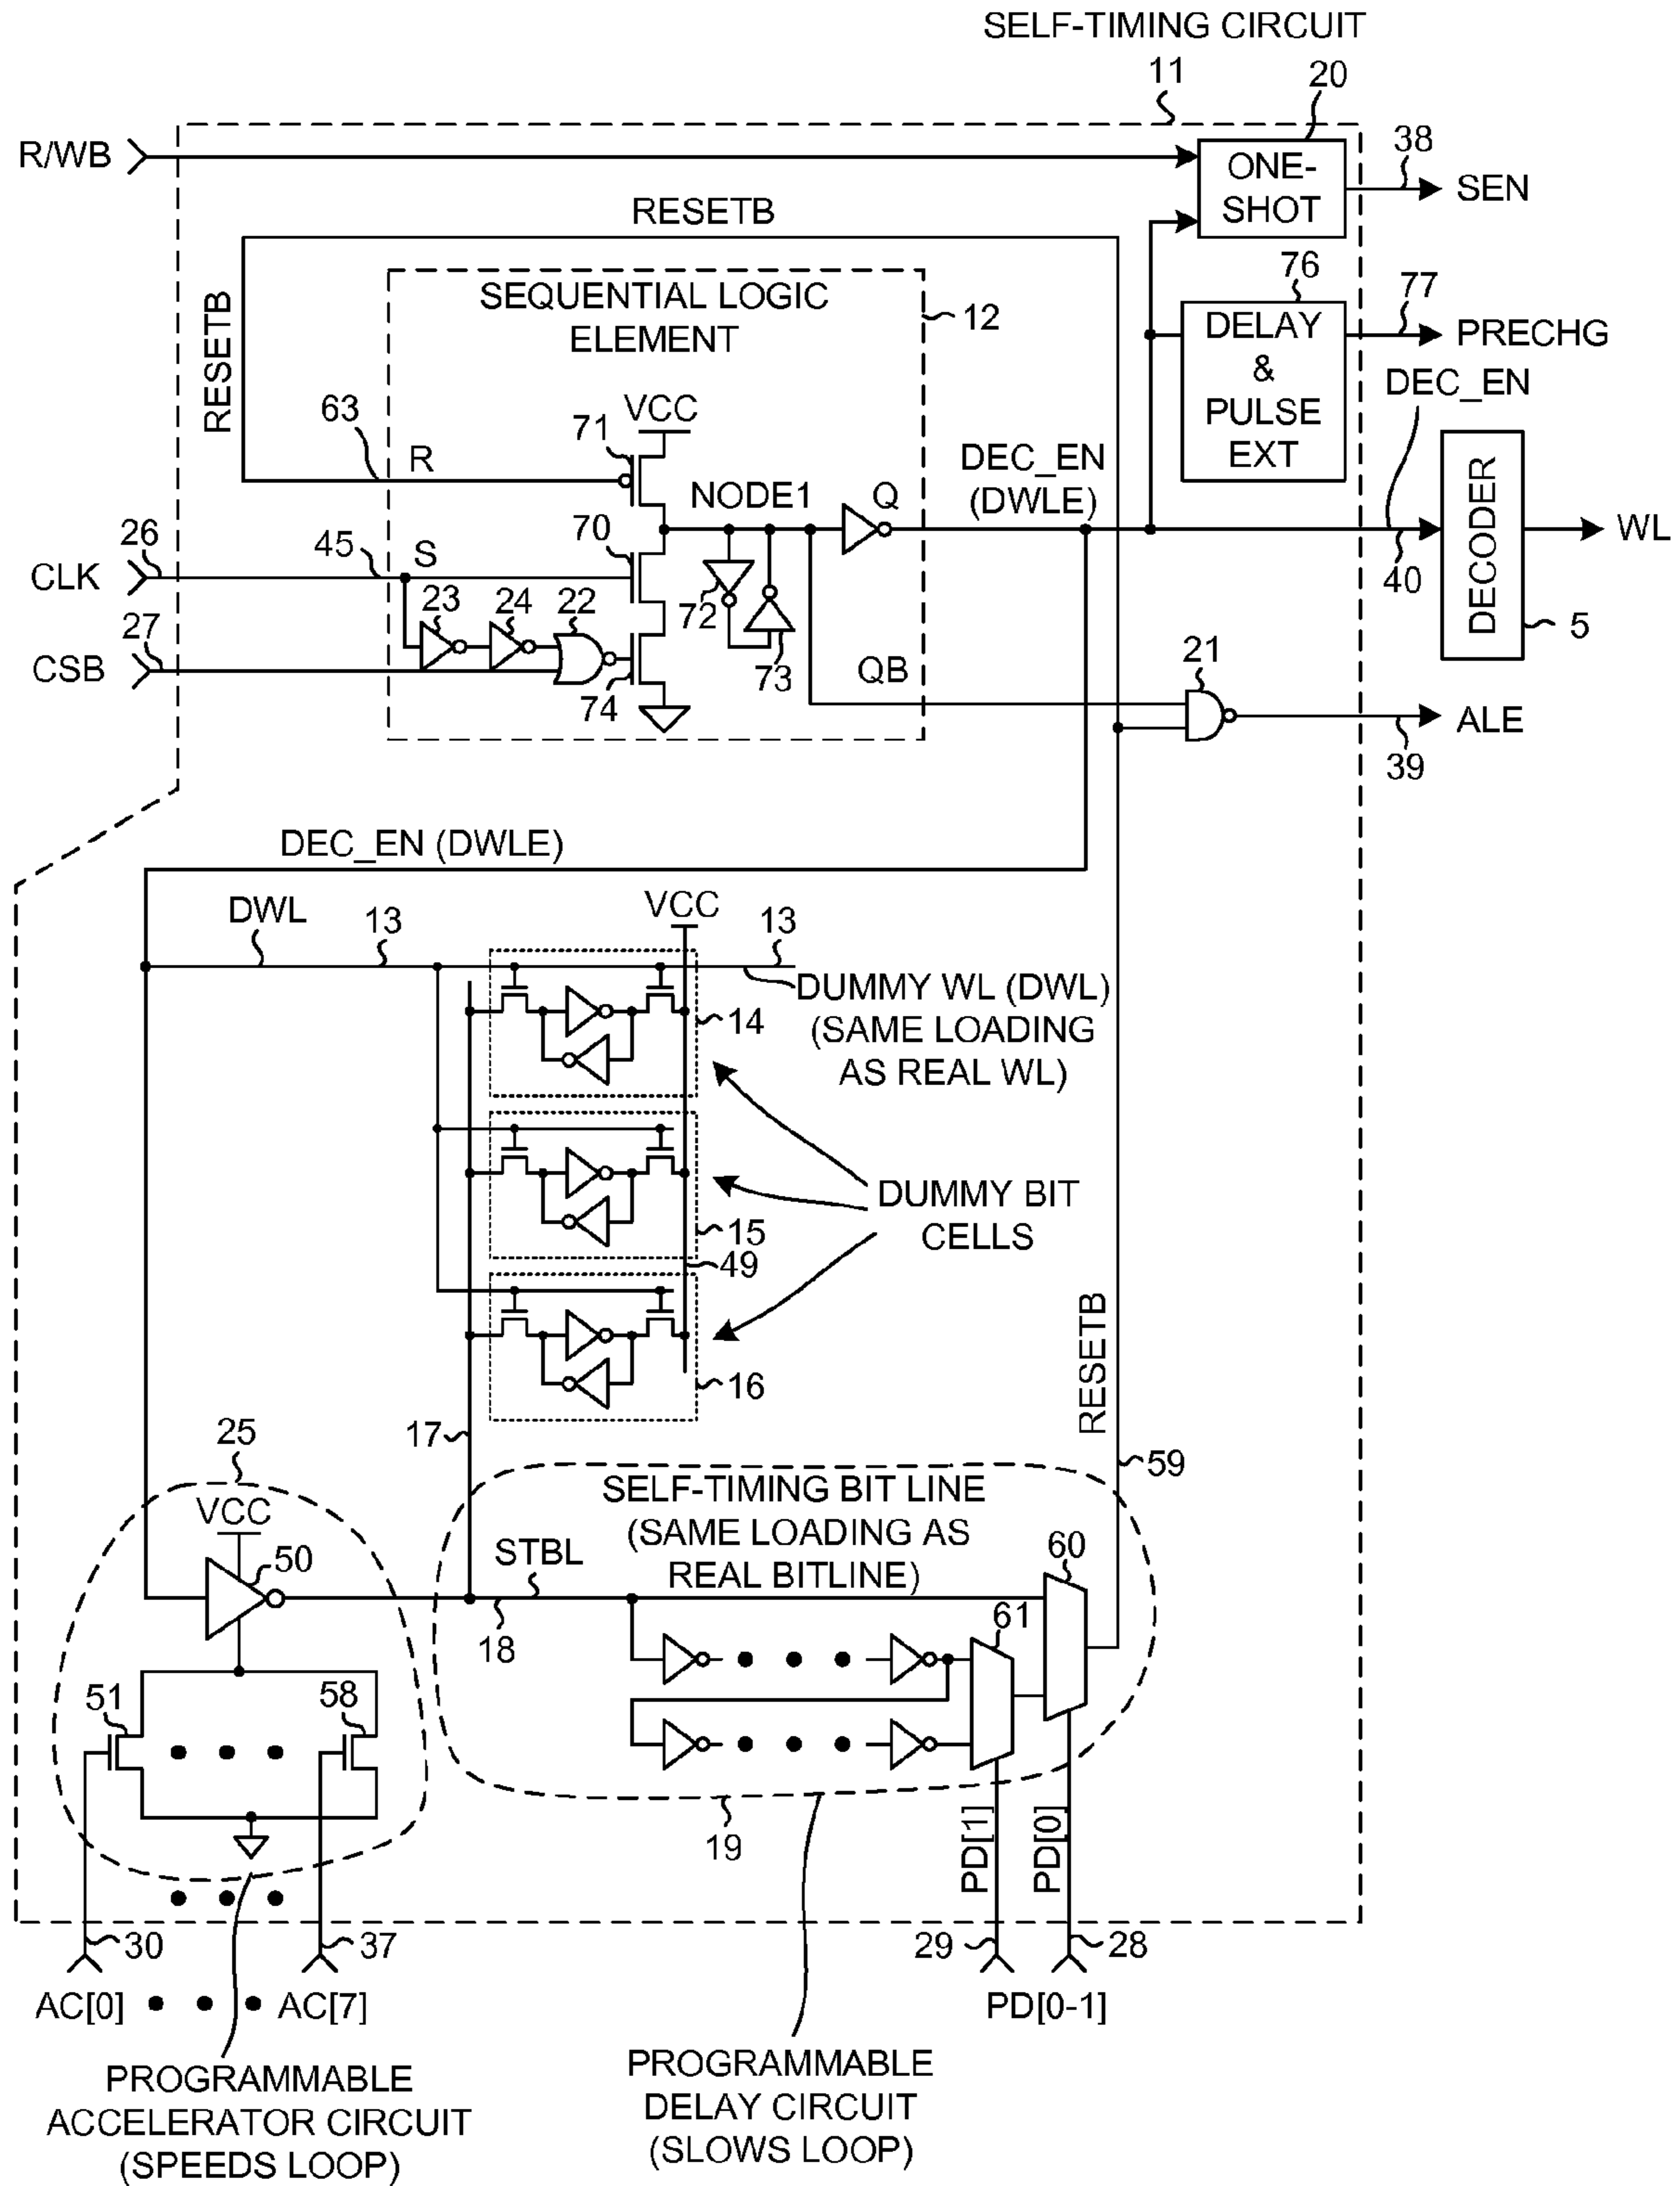 SELF-TIMING CIRCUIT
11
20
R/WB
ONE-
SHOT
38
SEN
RESETB
RESETB
76
77
SEQUENTIAL LOGIC
ELEMENT
12
DELAY
&
PULSE
EXT
PRECHG
DEC_EN
63
R
71
VCC
NODE1
Q
DEC_EN
(DWLE)
DECODER
WL
26
45
S
70
CLK
23
24
22
72
40
5
27
CSB
74
73
QB
21
ALE
39
DEC_EN (DWLE)
DWL
13
VCC
13
DUMMY WL (DWL)
(SAME LOADING
AS REAL WL)
14
DUMMY BIT
CELLS
15
49
16
RESETB
17
59
25
VCC
50
SELF-TIMING BIT LINE
(SAME LOADING AS
REAL BITLINE)
STBL
60
18
61
51
58
19
PD[1]
PD[0]
30
37
29
28
AC[0]
AC[7]
PD[0-1]
PROGRAMMABLE
ACCELERATOR CIRCUIT
(SPEEDS LOOP)
PROGRAMMABLE
DELAY CIRCUIT
(SLOWS LOOP)